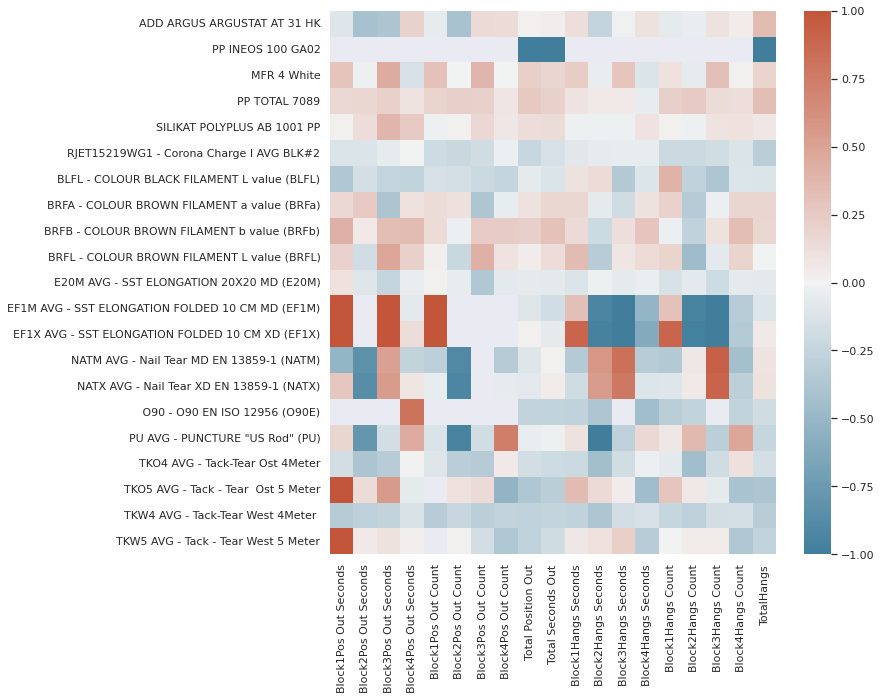 ADD ARGUS ARGUSTAT AT 31 HK
PP INEOS 100 GA02
MFR 4 White
PP TOTAL 7089
SILIKAT POLYPLUS AB 1001 PP
RJET15219WG1 - Corona Charge I AVG BLK#2
BLFL - COLOUR BLACK FILAMENT L value (BLFL)
BRFA - COLOUR BROWN FILAMENT a value (BRFa)
BRFB - COLOUR BROWN FILAMENT b value (BRFb)
BRFL - COLOUR BROWN FILAMENT L value (BRFL)
E20M AVG - SST ELONGATION 20X20 MD (E20M)
EF1M AVG - SST ELONGATION FOLDED 10 CM MD (EF1M)
EF1X AVG - SST ELONGATION FOLDED 10 CM XD (EF1X)
NATM AVG - Nail Tear MD EN 13859-1 (NATM)
NATX AVG - Nail Tear XD EN 13859-1 (NATX)
O90 - O90 EN ISO 12956 (O90E)
PU AVG - PUNCTURE "US Rod" (PU)
TKO4 AVG - Tack-Tear Ost 4Meter
TKO5 AVG - Tack - Tear  Ost 5 Meter
TKW4 AVG - Tack-Tear West 4Meter
TKW5 AVG - Tack - Tear West 5 Meter
Block1Pos Out Seconds
Block2Pos Out Seconds
Block3Pos Out Seconds
Block4Pos Out Seconds
Block1Pos Out Count
Block2Pos Out Count
Block3Pos Out Count
Block4Pos Out Count
Total Position Out
Total Seconds Out
Block1Hangs Seconds
Block2Hangs Seconds
Block3Hangs Seconds
Block4Hangs Seconds
Block1Hangs Count
Block2Hangs Count
Block3Hangs Count
Block4Hangs Count
TotalHangs
1.00
0.75
0.50
0.25
0.00
−0.25
−0.50
−0.75
−1.00